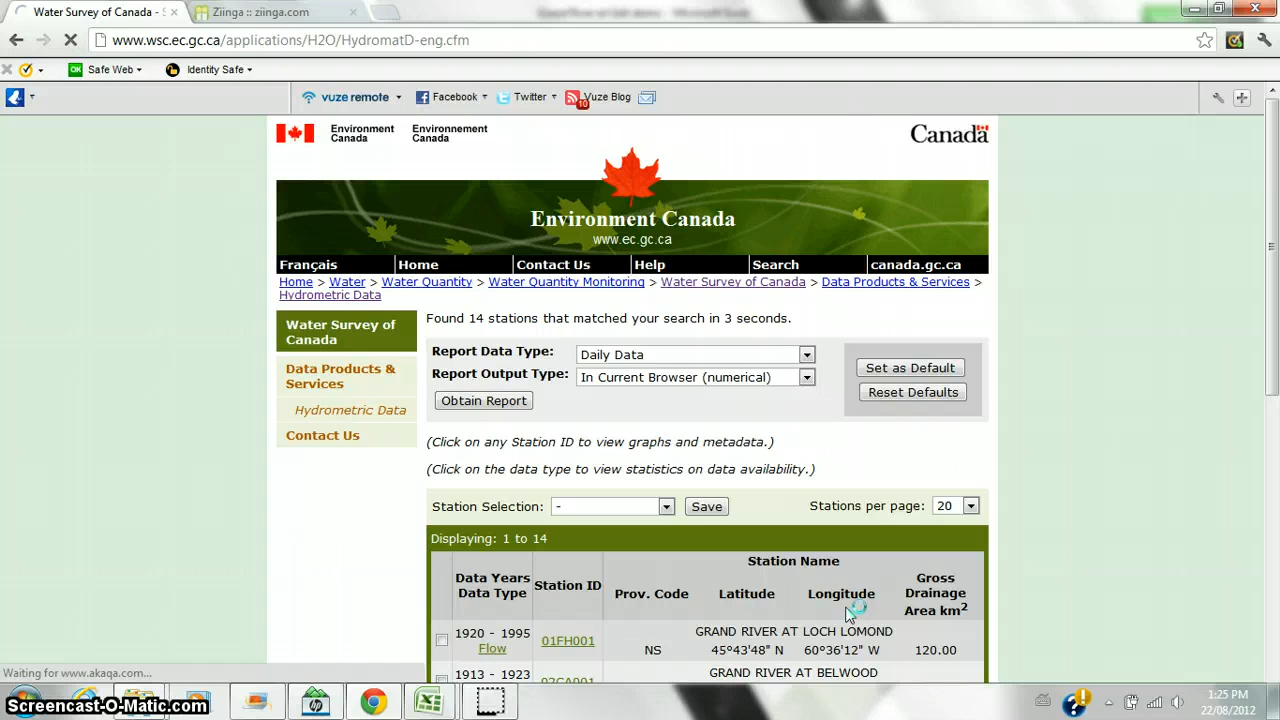 Water Survey of Canada - S ×
Ziinga :: ziinga.com ×
www.wsc.ec.gc.ca/applications/H2O/HydromatD-eng.cfm
OK Safe Web
Identity Safe
vuze remote
Facebook
Twitter
10 Vuze Blog
Environment Canada
Environnement Canada
Canada
Environment Canada
www.ec.gc.ca
Français
Home
Contact Us
Help
Search
canada.gc.ca
Home > Water > Water Quantity > Water Quantity Monitoring > Water Survey of Canada > Data Products & Services >
Hydrometric Data
Water Survey of Canada
Data Products & Services
Hydrometric Data
Contact Us
Found 14 stations that matched your search in 3 seconds.
Report Data Type: Daily Data
Report Output Type: In Current Browser (numerical)
Obtain Report
Set as Default
Reset Defaults
(Click on any Station ID to view graphs and metadata.)
(Click on the data type to view statistics on data availability.)
Station Selection: - Save Stations per page: 20
Displaying: 1 to 14
Data Years Data Type
Station ID
Station Name
Prov. Code
Latitude
Longitude
Gross Drainage Area km2
1920 - 1995 Flow
01FH001
GRAND RIVER AT LOCH LOMOND
NS 45°43'48" N 60°36'12" W 120.00
1913 - 1923
02GA001
GRAND RIVER AT BELWOOD
Waiting for www.akaqa.com...
Screencast-O-Matic.com
1:25 PM
22/08/2012